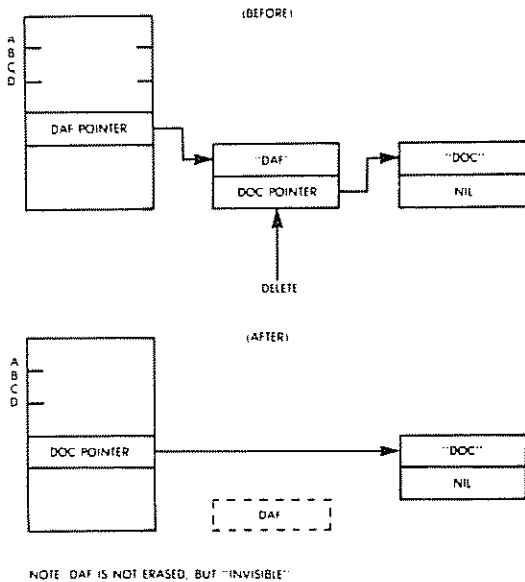 (BEFORE)
A
B
C
D
DAF POINTER
"DAF"
DOC POINTER
"DOC"
NIL
DELETE
(AFTER)
A
B
C
D
DOC POINTER
"DOC"
NIL
DAF
NOTE DAF IS NOT ERASED, BUT "INVISIBLE"